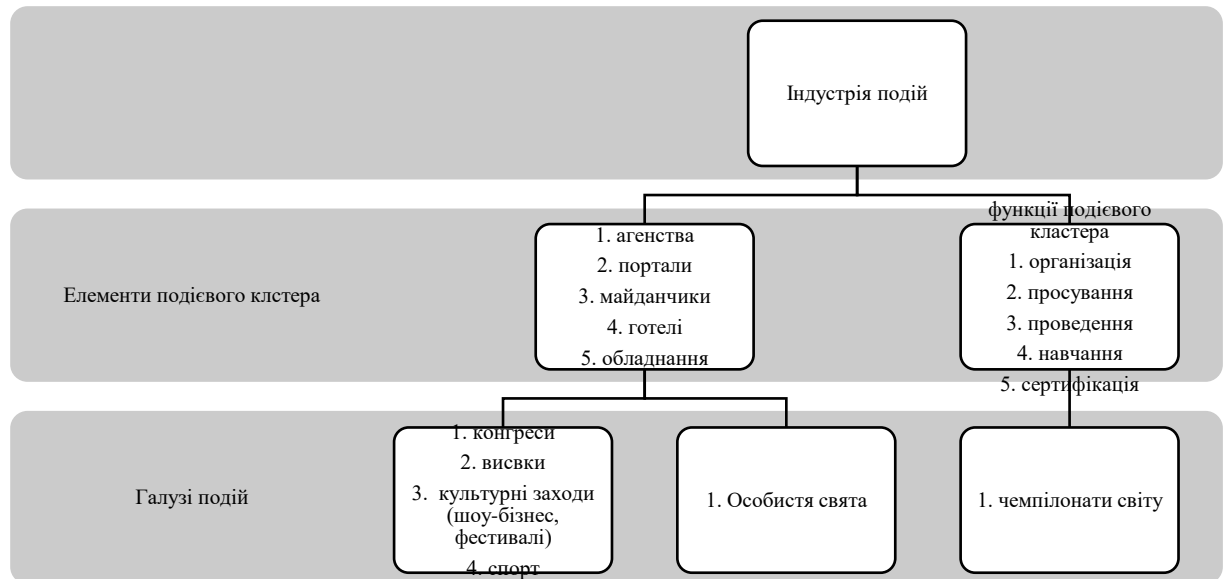 Індустрія подій
Елементи подієвого клстера
1. агенства
2. портали
3. майданчики
4. готелі
5. обладнання
функції подієвого
кластера
1. організація
2. просування
3. проведення
4. навчання
5. сертифікація
Галузі подій
1. конгреси
2. висвки
3. культурні заходи
(шоу-бізнес,
фестивалі)
4. спорт
1. Особистя свята
1. чемпілонати світу